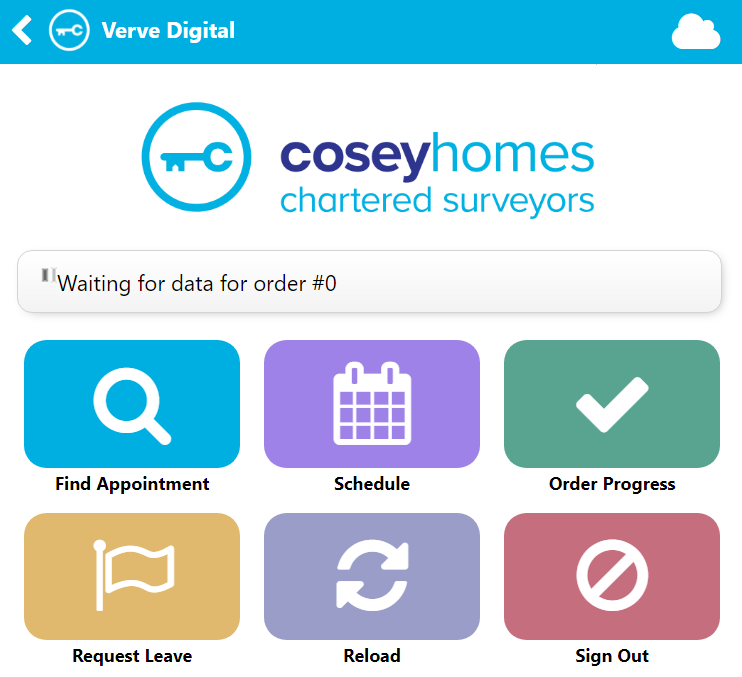 Verve Digital
coseyhomes
chartered surveyors
Waiting for data for order #0
Find Appointment
Schedule
Order Progress
Request Leave
Reload
Sign Out